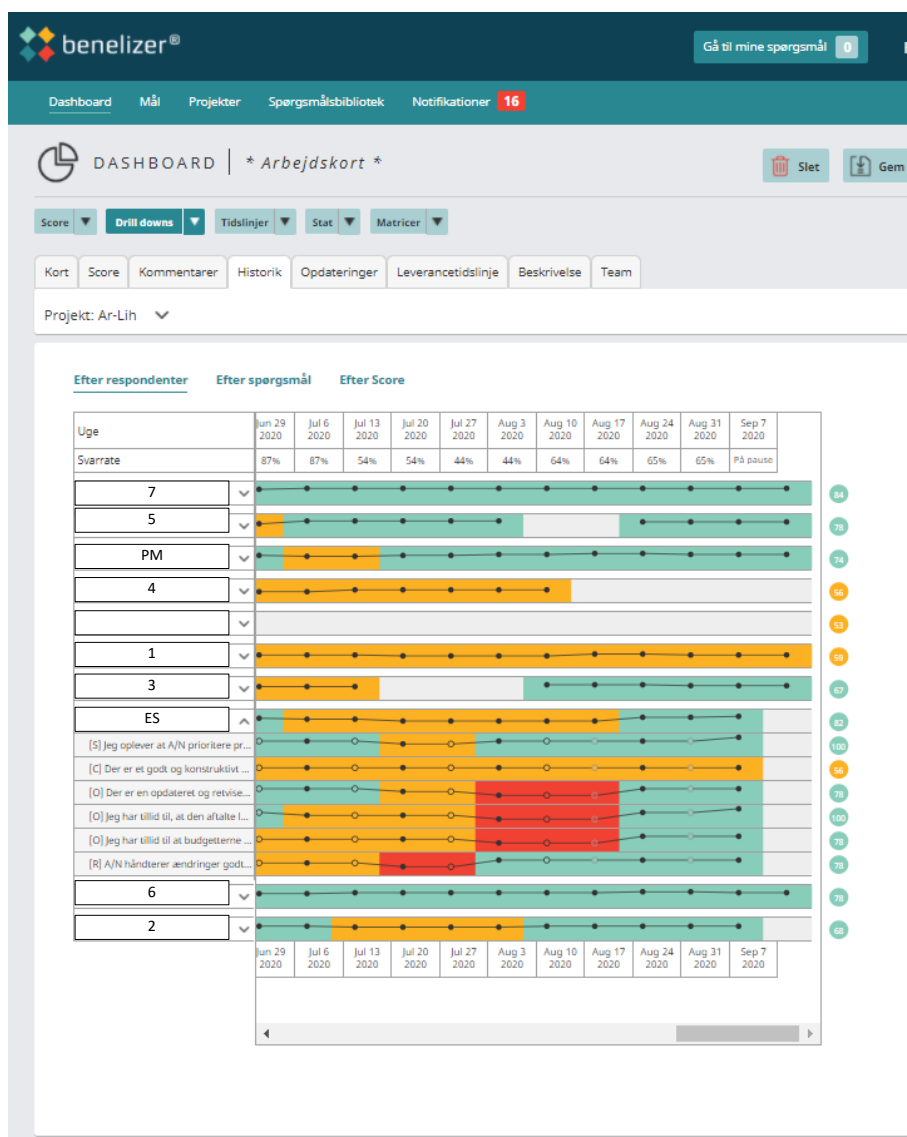 benelizer®
Gå til mine spørgsmål 0
Dashboard Mål Projekter Spørgsmålsbibliotek Notifikationer 16
DASHBOARD | * Arbejdskort *
Slet Gem
Score Drill downs Tidslinjer Stat Matricer
Kort Score Kommentarer Historik Opdateringer Leverancetidslinje Beskrivelse Team
Projekt: Ar-Lih
Efter respondenter Efter spørgsmål Efter Score
Uge Jun 29 2020 Jul 6 2020 Jul 13 2020 Jul 20 2020 Jul 27 2020 Aug 3 2020 Aug 10 2020 Aug 17 2020 Aug 24 2020 Aug 31 2020 Sep 7 2020
Svarrate 87% 87% 54% 54% 44% 44% 64% 64% 65% 65% På pause
7 84
5 78
PM 74
4 56
53
1 59
3 67
ES 82
[S] Jeg oplever at A/N prioritere pr... 100
[C] Der er et godt og konstruktivt ... 56
[O] Der er en opdateret og retvise... 78
[O] Jeg har tillid til, at den aftalte l... 100
[O] Jeg har tillid til at budgetterne ... 78
[R] A/N håndterer ændringer godt... 78
6 78
2 68
Jun 29 2020 Jul 6 2020 Jul 13 2020 Jul 20 2020 Jul 27 2020 Aug 3 2020 Aug 10 2020 Aug 17 2020 Aug 24 2020 Aug 31 2020 Sep 7 2020